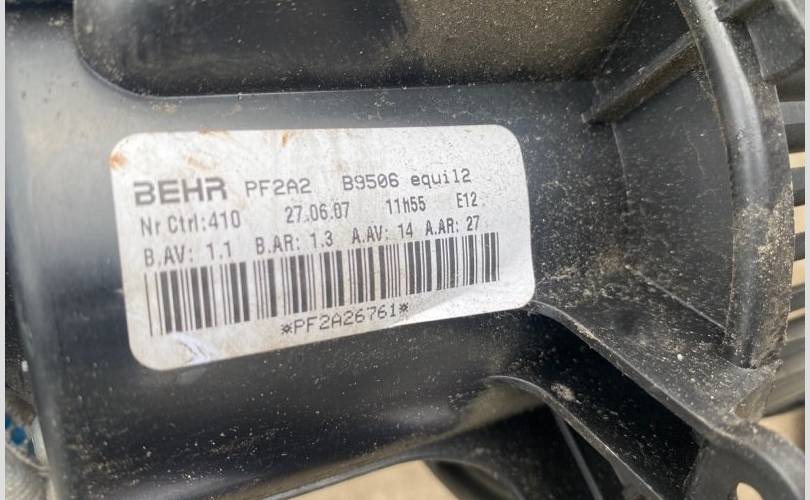 BEHR PF2A2 B9506 equil2
Nr Ctrl:410 27.06.07 11h55 E12
B.AV: 1.1 B.AR: 1.3 A.AV: 14 A.AR: 27
*PF2A26761*